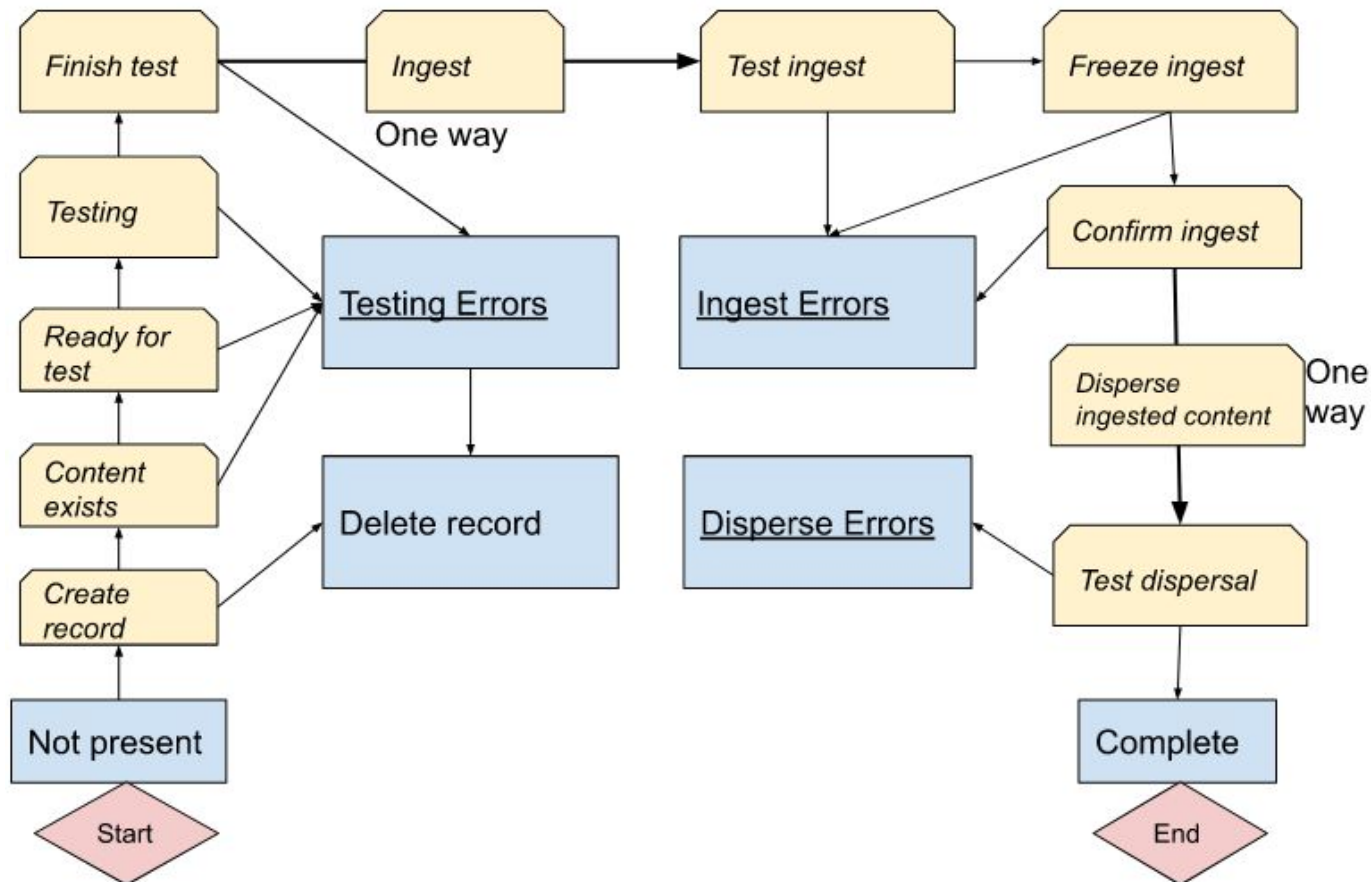 Finish test
Ingest
Test ingest
Freeze ingest
One way
Testing
Confirm ingest
Testing Errors
Ingest Errors
Ready for
test
Disperse
ingested content
One
way
Content
exists
Delete record
Disperse Errors
Test dispersal
Create
record
Not present
Complete
Start
End